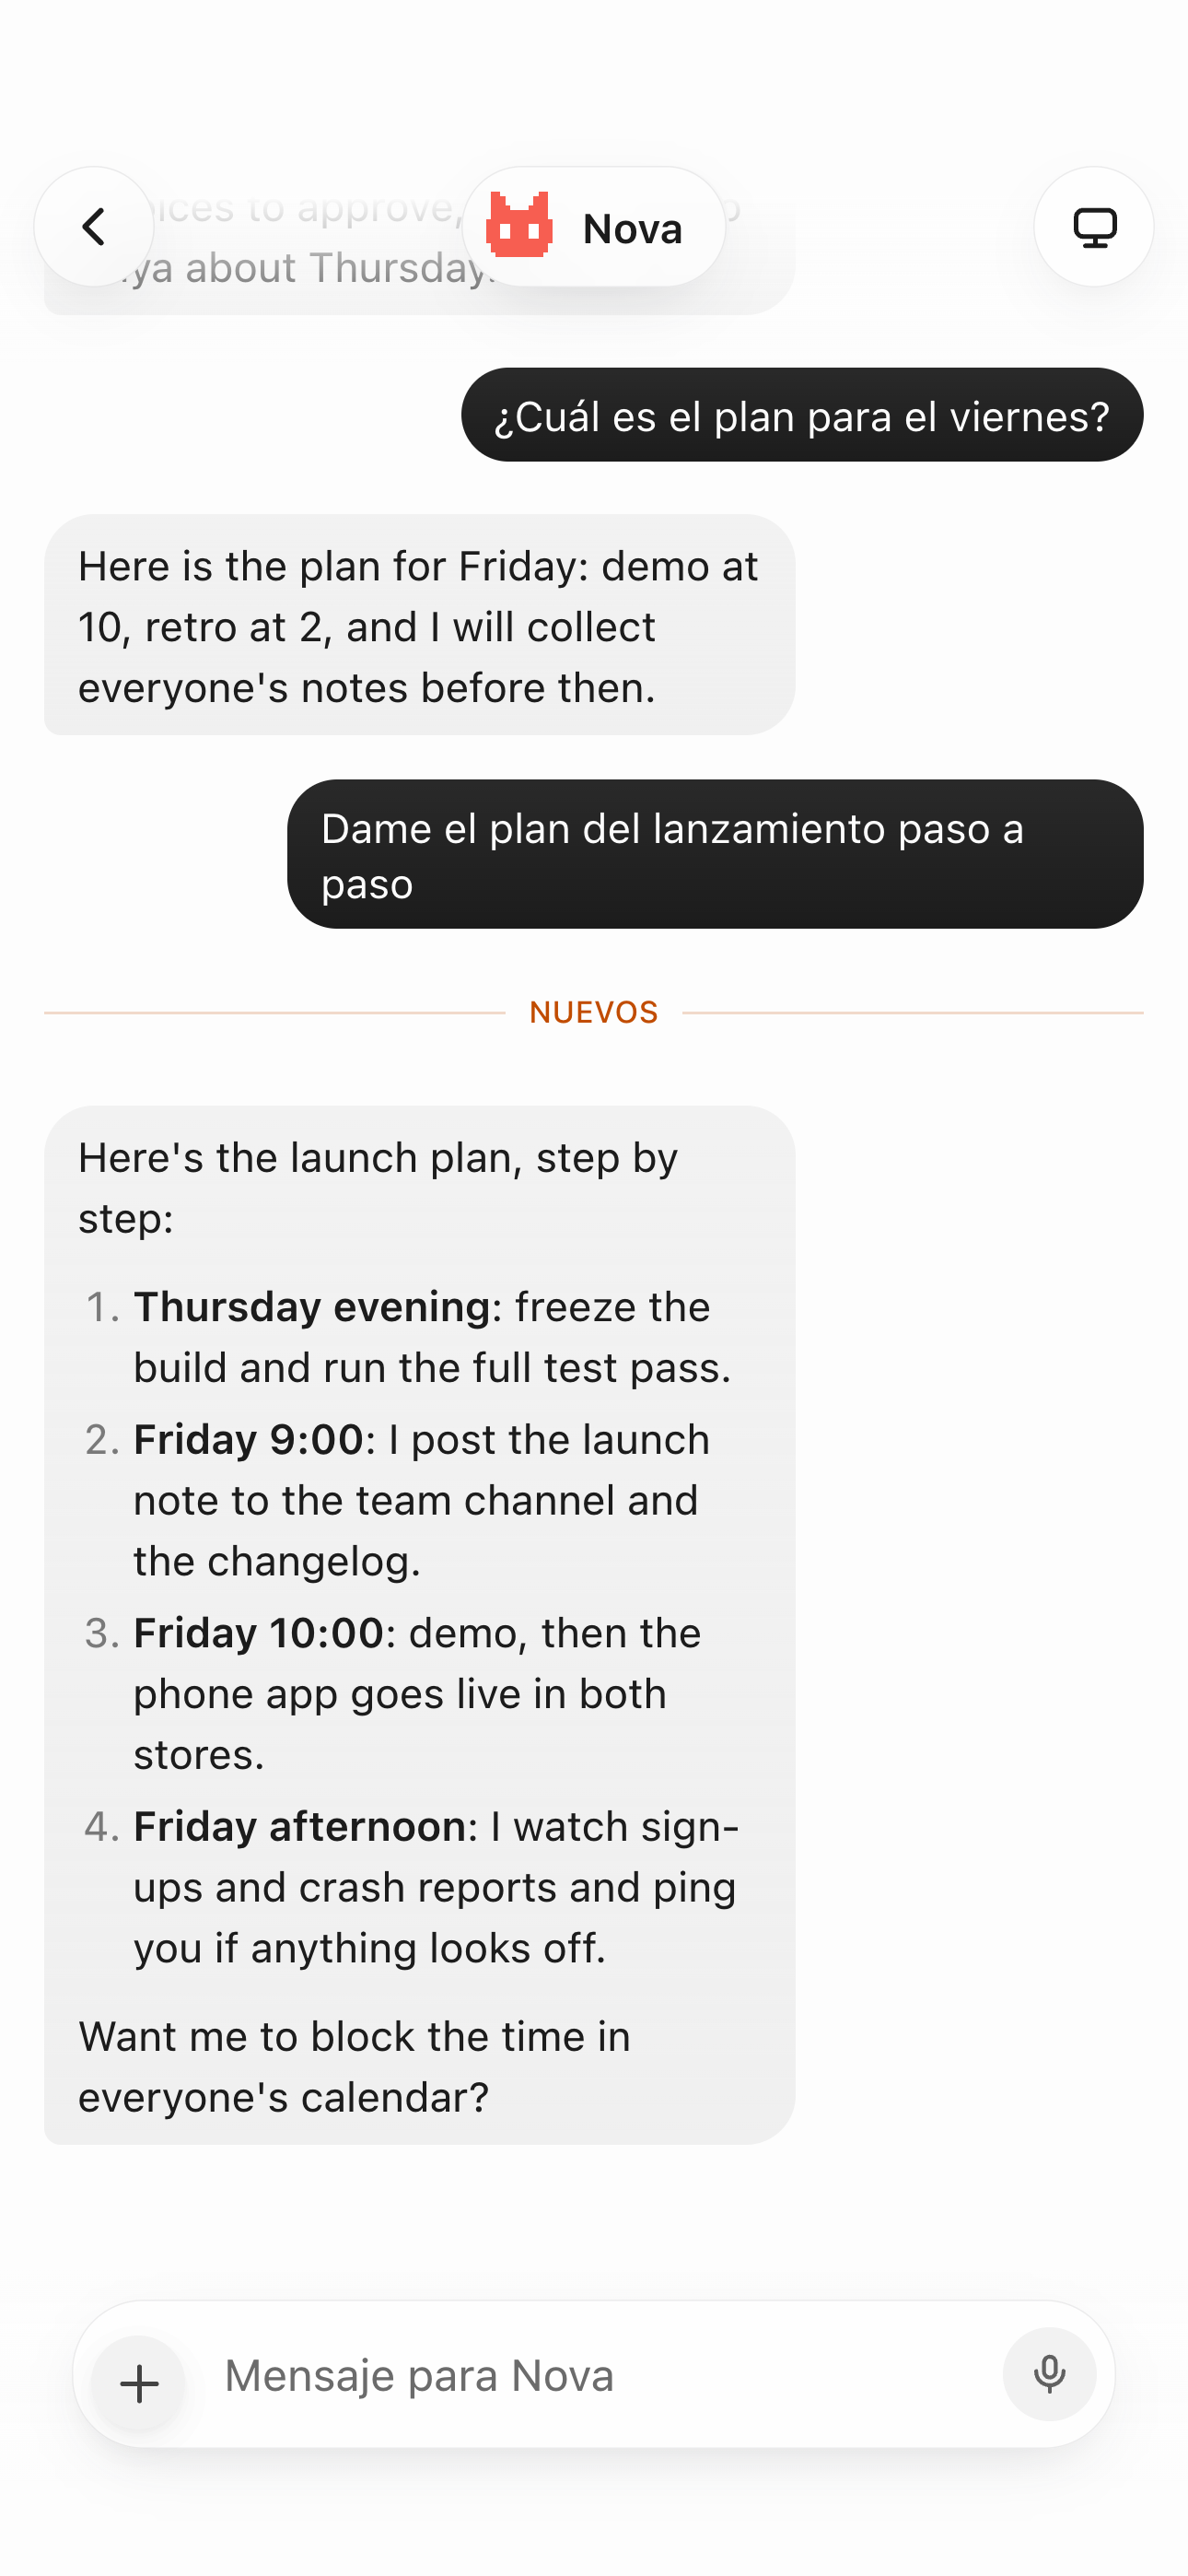 to approve,
about Thursday.
Nova
¿Cuál es el plan para el viernes?
Here is the plan for Friday: demo at
10, retro at 2, and I will collect
everyone's notes before then.
Dame el plan del lanzamiento paso a
paso
NUEVOS
Here's the launch plan, step by
step:
1. Thursday evening: freeze the
build and run the full test pass.
2. Friday 9:00: I post the launch
note to the team channel and
the changelog.
3. Friday 10:00: demo, then the
phone app goes live in both
stores.
4. Friday afternoon: I watch sign-
ups and crash reports and ping
you if anything looks off.
Want me to block the time in
everyone's calendar?
Mensaje para Nova